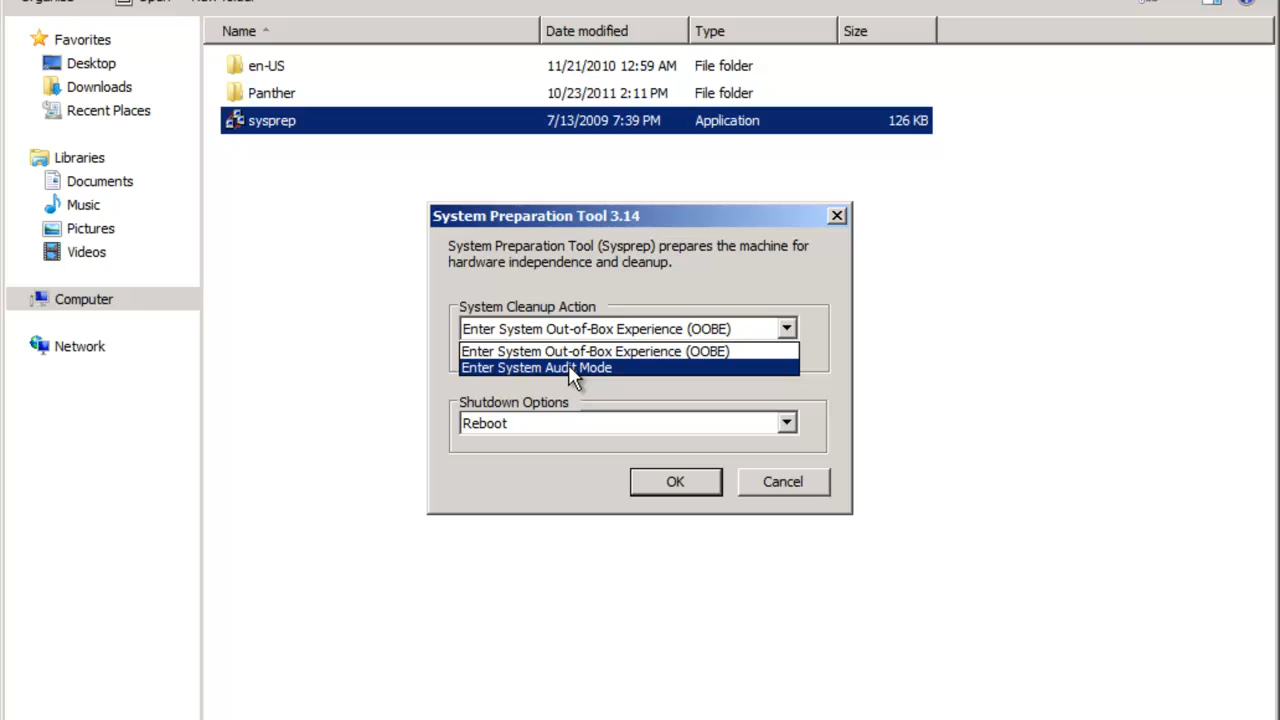 Organize Open New folder
Name Date modified Type Size
Favorites
Desktop
Downloads
Recent Places
Libraries
Documents
Music
Pictures
Videos
Computer
Network
en-US 11/21/2010 12:59 AM File folder
Panther 10/23/2011 2:11 PM File folder
sysprep 7/13/2009 7:39 PM Application 126 KB
System Preparation Tool 3.14
System Preparation Tool (Sysprep) prepares the machine for
hardware independence and cleanup.
System Cleanup Action
Enter System Out-of-Box Experience (OOBE)
Enter System Out-of-Box Experience (OOBE)
Enter System Audit Mode
Shutdown Options
Reboot
OK Cancel